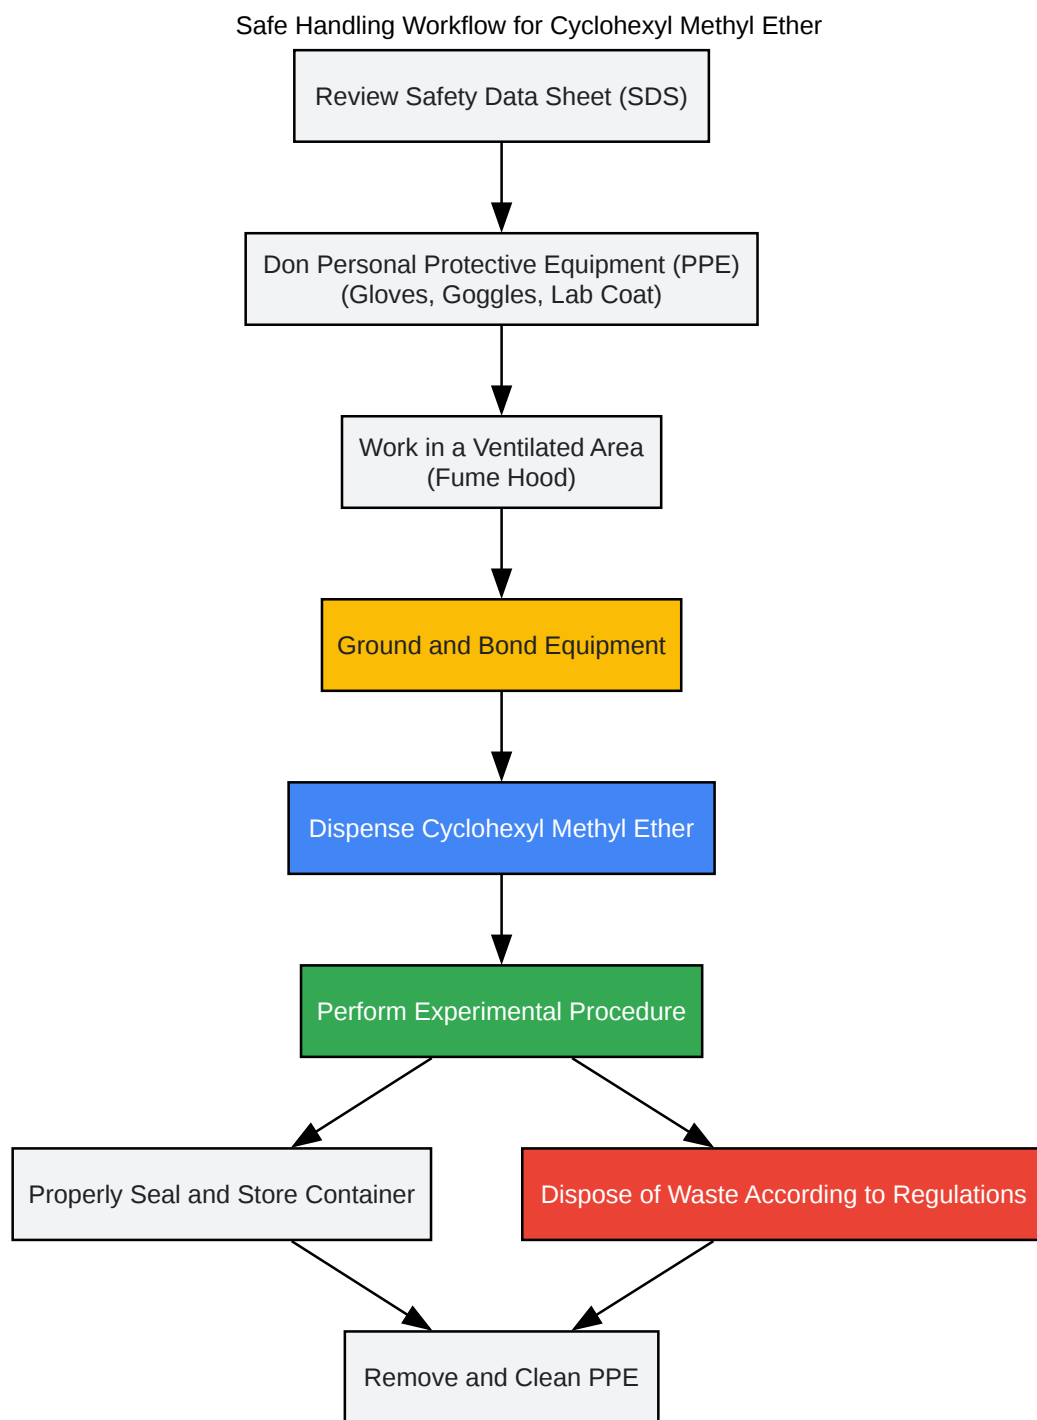 Safe Handling Workflow for Cyclohexyl Methyl Ether
Review Safety Data Sheet (SDS)
Don Personal Protective Equipment (PPE)
(Gloves, Goggles, Lab Coat)
Work in a Ventilated Area
(Fume Hood)
Ground and Bond Equipment
Dispense Cyclohexyl Methyl Ether
Perform Experimental Procedure
Properly Seal and Store Container
Dispose of Waste According to Regulations
Remove and Clean PPE